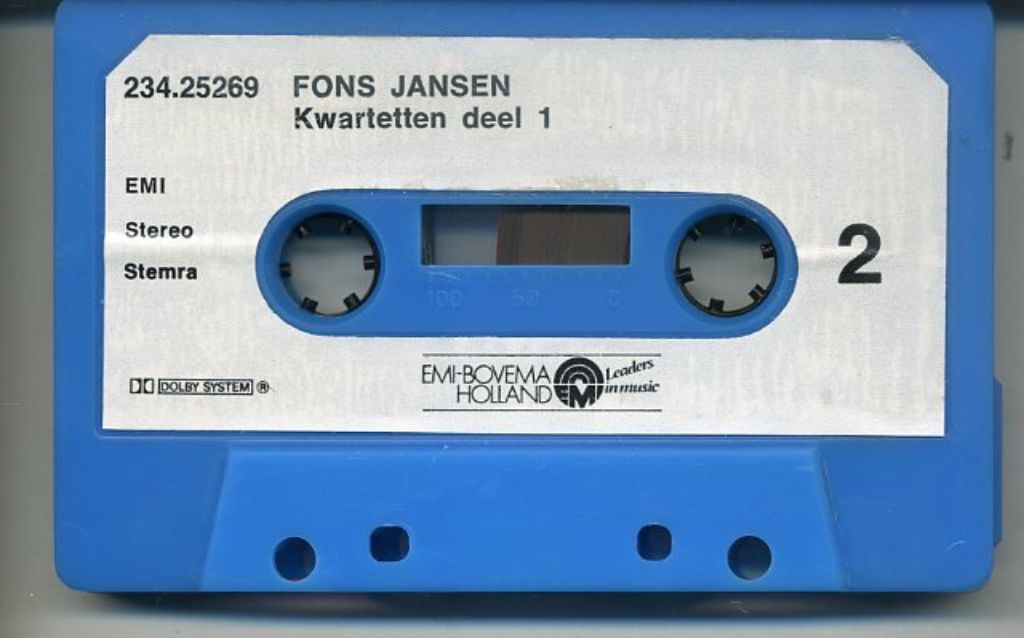 234.25269 FONS JANSEN
Kwartetten deel 1
EMI
Stereo
Stemra
2
100 50 0
DOLBY SYSTEM ®
EMI-BOVEMA
HOLLAND
EM
Leaders
in music